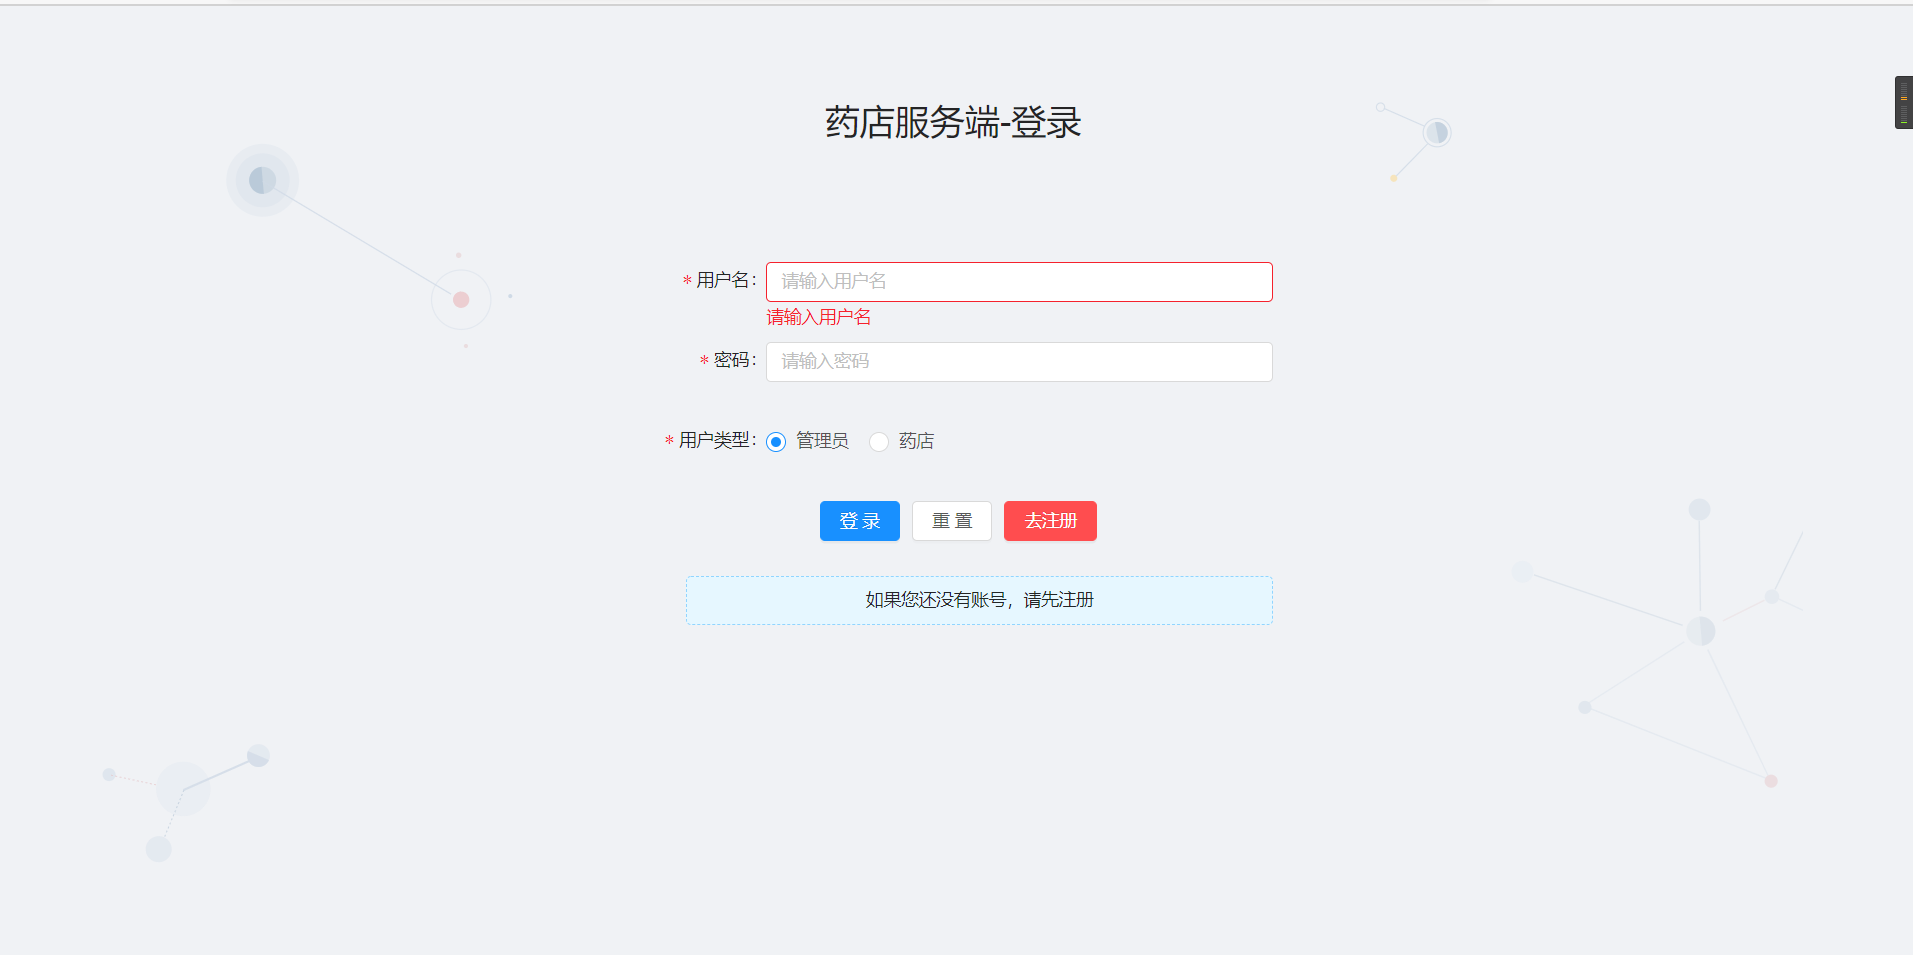 药店服务端-登录
* 用户名： 请输入用户名
请输入用户名
* 密码： 请输入密码
* 用户类型： 管理员 药店
登 录 重 置 去注册
如果您还没有账号，请先注册